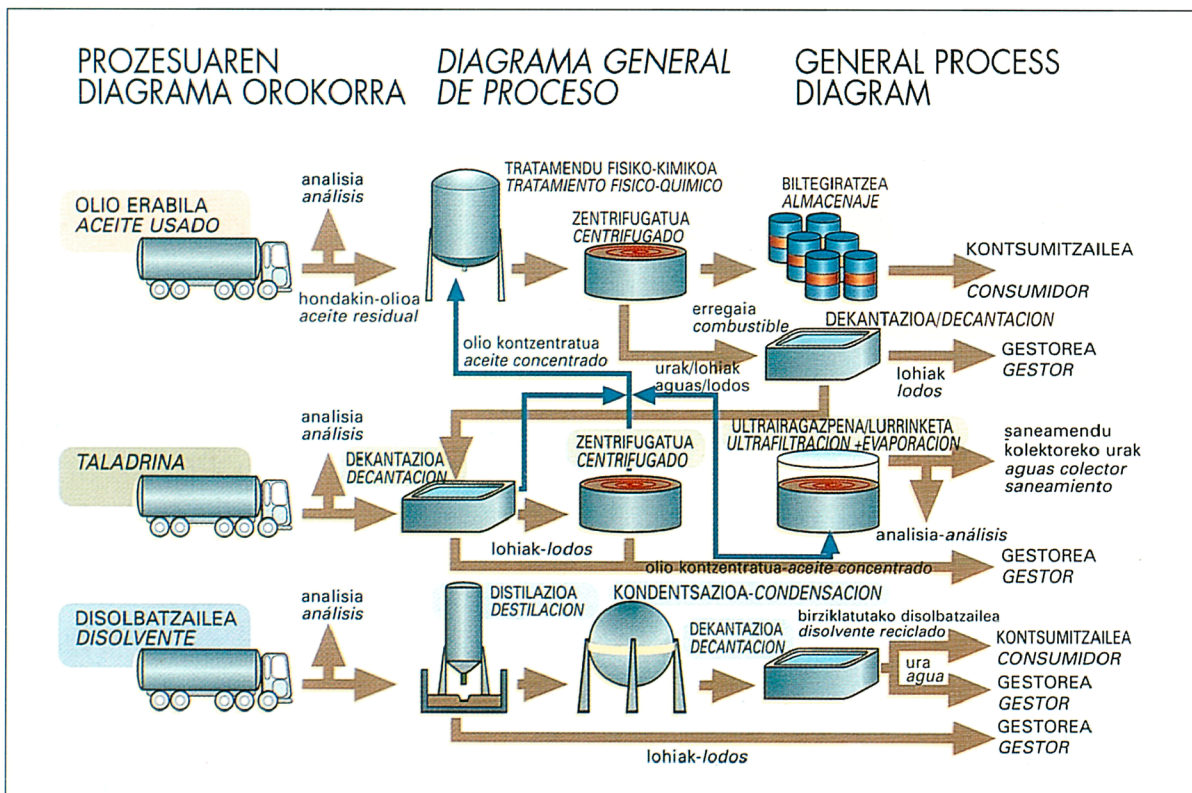 PROZESUAREN
DIAGRAMA OROKORRA
DIAGRAMA GENERAL
DE PROCESO
GENERAL PROCESS
DIAGRAM
OLIO ERABILA
ACEITE USADO
analisia
análisis
hondakin-olioa
aceite residual
TRATAMENDU FISIKO-KIMIKOA
TRATAMIENTO FISICO-QUIMICO
ZENTRIFUGATUA
CENTRIFUGADO
BILTEGIRATZEA
ALMACENAJE
KONTSUMITZAILEA
CONSUMIDOR
erregaia
combustible
DEKANTAZIOA/DECANTACION
olio kontzentratua
aceite concentrado
urak/lohiak
aguas/lodos
lohiak
lodos
GESTOREA
GESTOR
TALADRINA
analisia
análisis
DEKANTAZIOA
DECANTACION
ZENTRIFUGATUA
CENTRIFUGADO
ULTRAIRAGAZPENA/LURRINKETA
ULTRAFILTRACION+EVAPORACION
saneamendu
kolektoreko urak
aguas colector
saneamiento
analisia-análisis
lohiak-lodos
olio kontzentratua-aceite concentrado
GESTOREA
GESTOR
DISOLBATZAILEA
DISOLVENTE
analisia
análisis
DISTILAZIOA
DESTILACION
KONDENTSAZIOA-CONDENSACION
DEKANTAZIOA
DECANTACION
birziklatutako disolbatzailea
disolvente reciclado
ura
agua
KONTSUMITZAILEA
CONSUMIDOR
GESTOREA
GESTOR
GESTOREA
GESTOR
lohiak-lodos